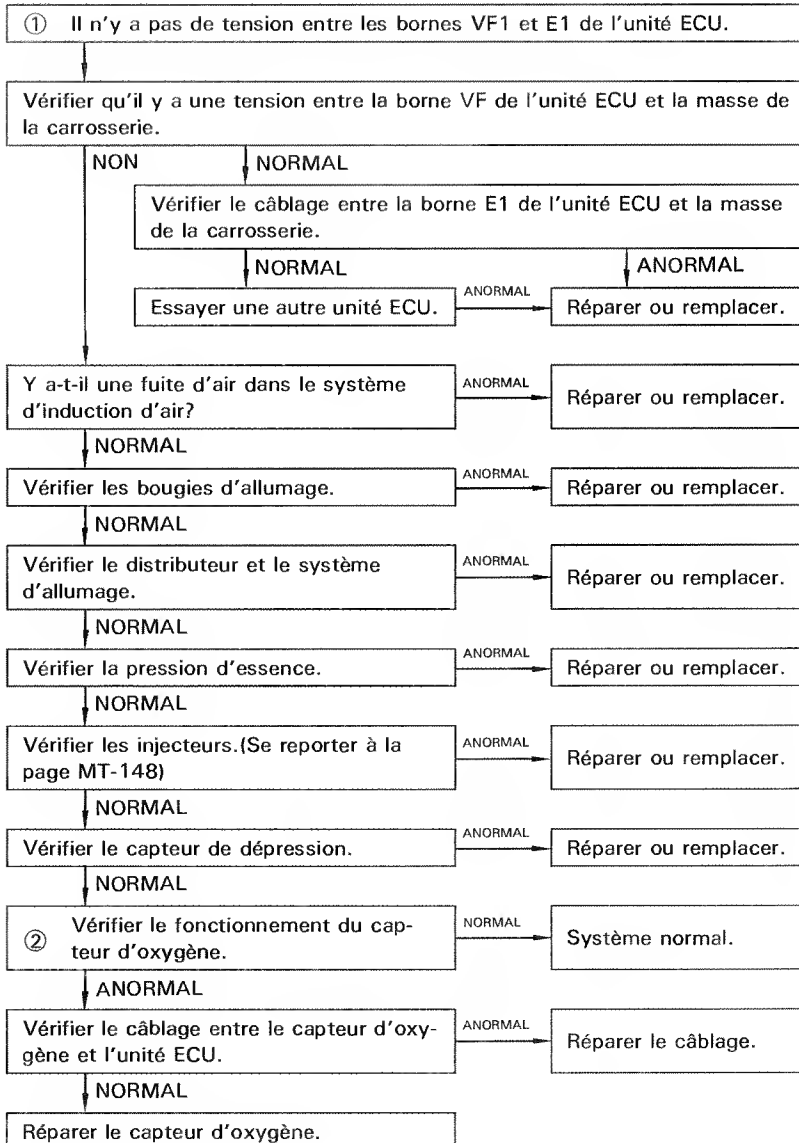 ① Il n'y a pas de tension entre les bornes VF1 et E1 de l'unité ECU.
Vérifier qu'il y a une tension entre la borne VF de l'unité ECU et la masse de
la carrosserie.
NON
NORMAL
Vérifier le câblage entre la borne E1 de l'unité ECU et la masse
de la carrosserie.
NORMAL
ANORMAL
Essayer une autre unité ECU.
ANORMAL
Réparer ou remplacer.
Y a-t-il une fuite d'air dans le système
d'induction d'air?
ANORMAL
Réparer ou remplacer.
NORMAL
Vérifier les bougies d'allumage.
ANORMAL
Réparer ou remplacer.
NORMAL
Vérifier le distributeur et le système
d'allumage.
ANORMAL
Réparer ou remplacer.
NORMAL
Vérifier la pression d'essence.
ANORMAL
Réparer ou remplacer.
NORMAL
Vérifier les injecteurs.(Se reporter à la
page MT-148)
ANORMAL
Réparer ou remplacer.
NORMAL
Vérifier le capteur de dépression.
ANORMAL
Réparer ou remplacer.
NORMAL
② Vérifier le fonctionnement du cap-
teur d'oxygène.
NORMAL
Système normal.
ANORMAL
Vérifier le câblage entre le capteur d'oxy-
gène et l'unité ECU.
ANORMAL
Réparer le câblage.
NORMAL
Réparer le capteur d'oxygène.